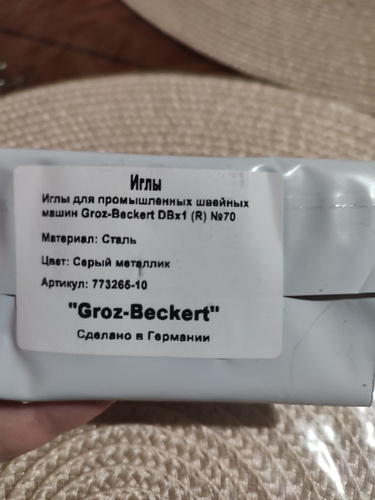 Иглы
Иглы для промышленных швейных
машин Groz-Beckert DBx1 (R) №70
Материал: Сталь
Цвет: Серый металлик
Артикул: 773265-10
"Groz-Beckert"
Сделано в Германии